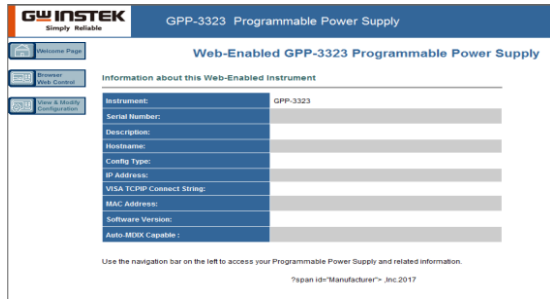 GWINSTEK
Simply Reliable
GPP-3323 Programmable Power Supply
Welcome Page
Web-Enabled GPP-3323 Programmable Power Supply
Browser
Web Control
Information about this Web-Enabled Instrument
View & Modify
Configuration
Instrument: GPP-3323
Serial Number:
Description:
Hostname:
Config Type:
IP Address:
VISA TCPIP Connect String:
MAC Address:
Software Version:
Auto-MDIX Capable :
Use the navigation bar on the left to access your Programmable Power Supply and related information.
?span id="Manufacturer"> ,Inc.2017